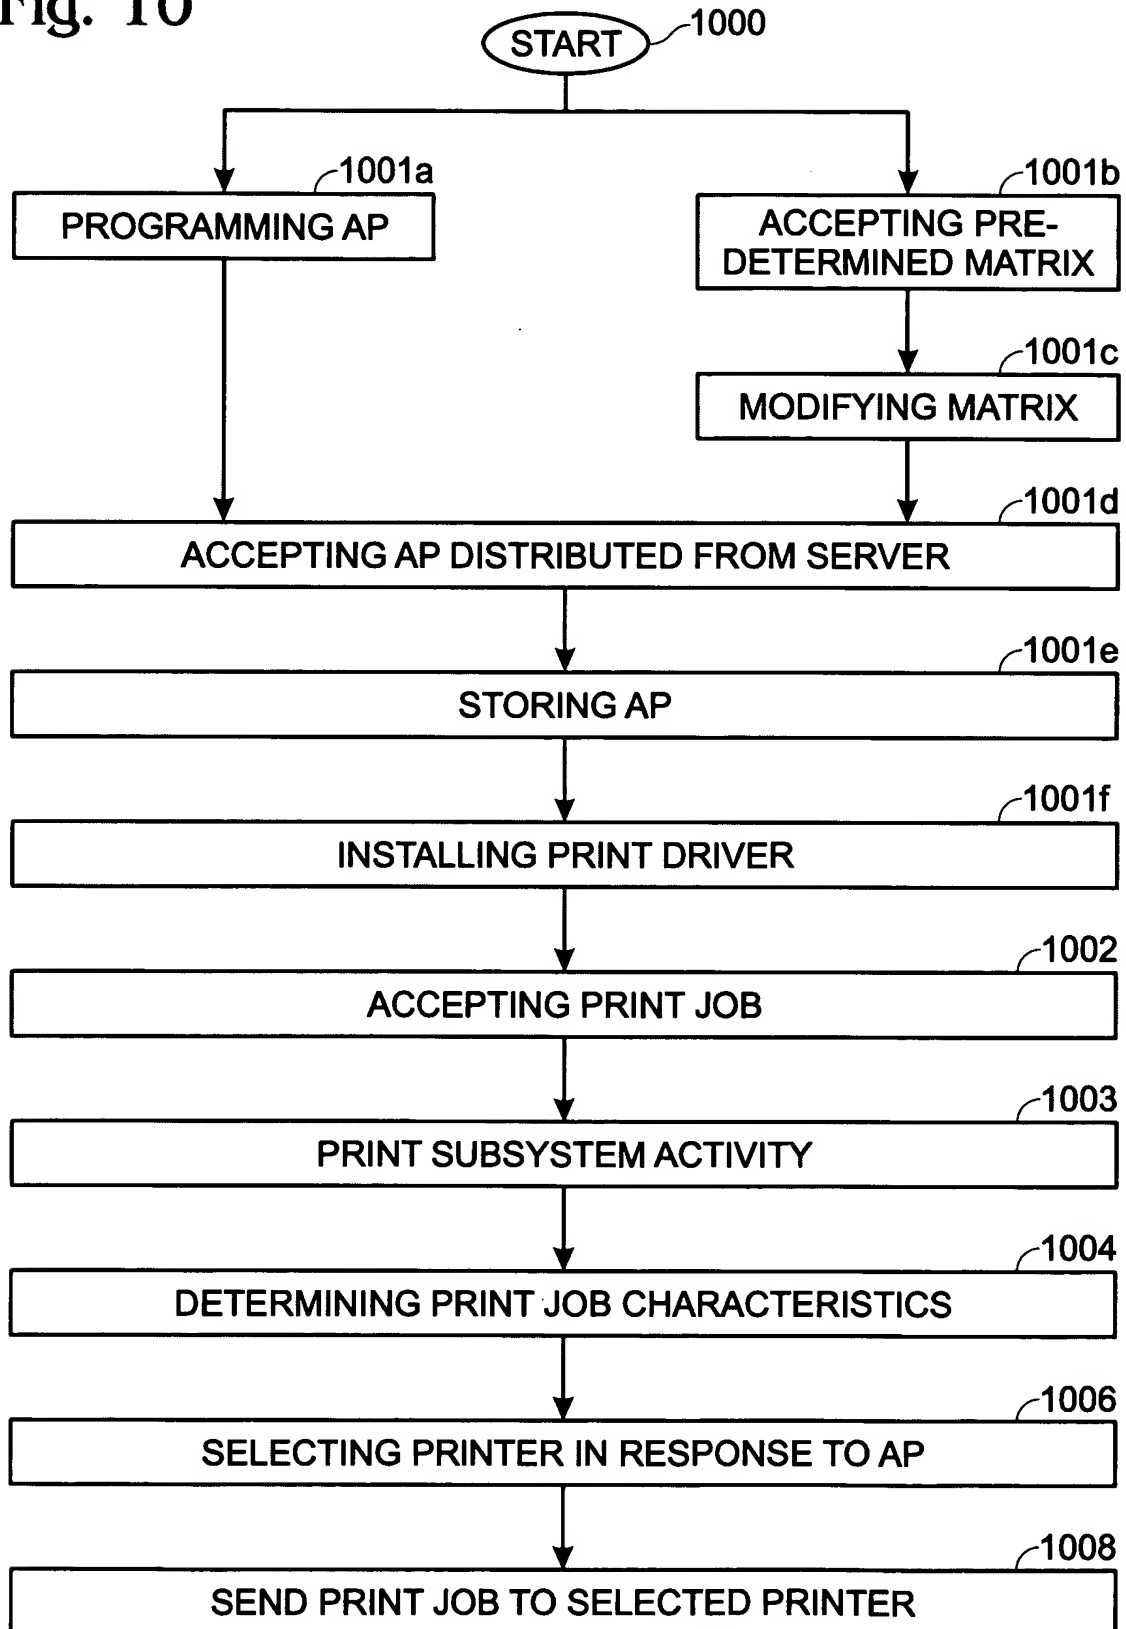 Fig. 10
START
1000
1001a
PROGRAMMING AP
1001b
ACCEPTING PRE-
DETERMINED MATRIX
1001c
MODIFYING MATRIX
1001d
ACCEPTING AP DISTRIBUTED FROM SERVER
1001e
STORING AP
1001f
INSTALLING PRINT DRIVER
1002
ACCEPTING PRINT JOB
1003
PRINT SUBSYSTEM ACTIVITY
1004
DETERMINING PRINT JOB CHARACTERISTICS
1006
SELECTING PRINTER IN RESPONSE TO AP
1008
SEND PRINT JOB TO SELECTED PRINTER